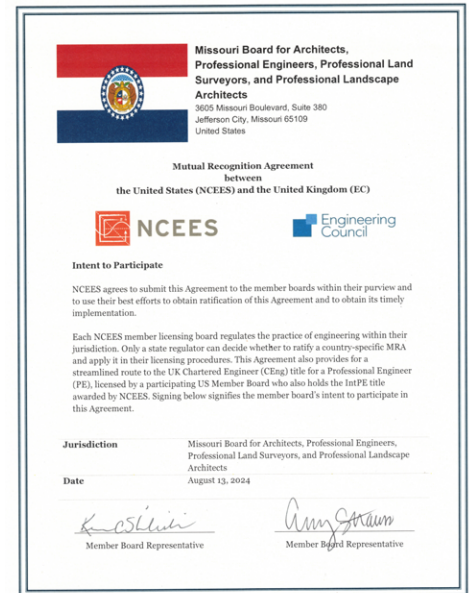 Missouri Board for Architects,
Professional Engineers, Professional Land
Surveyors, and Professional Landscape
Architects
3605 Missouri Boulevard, Suite 380
Jefferson City, Missouri 65109
United States
Mutual Recognition Agreement
between
the United States (NCEES) and the United Kingdom (EC)
NCEES
Engineering
Council
Intent to Participate
NCEES agrees to submit this Agreement to the member boards within their purview and
to use their best efforts to obtain ratification of this Agreement and to obtain its timely
implementation.
Each NCEES member licensing board regulates the practice of engineering within their
jurisdiction. Only a state regulator can decide whether to ratify a country-specific MRA
and apply it in their licensing procedures. This Agreement also provides for a
streamlined route to the UK Chartered Engineer (CEng) title for a Professional Engineer
(PE), licensed by a participating US Member Board who also holds the IntPE title
awarded by NCEES. Signing below signifies the member board's intent to participate in
this Agreement.
Jurisdiction
Missouri Board for Architects, Professional Engineers,
Professional Land Surveyors, and Professional Landscape
Architects
Date
August 13, 2024
Member Board Representative
Member Board Representative